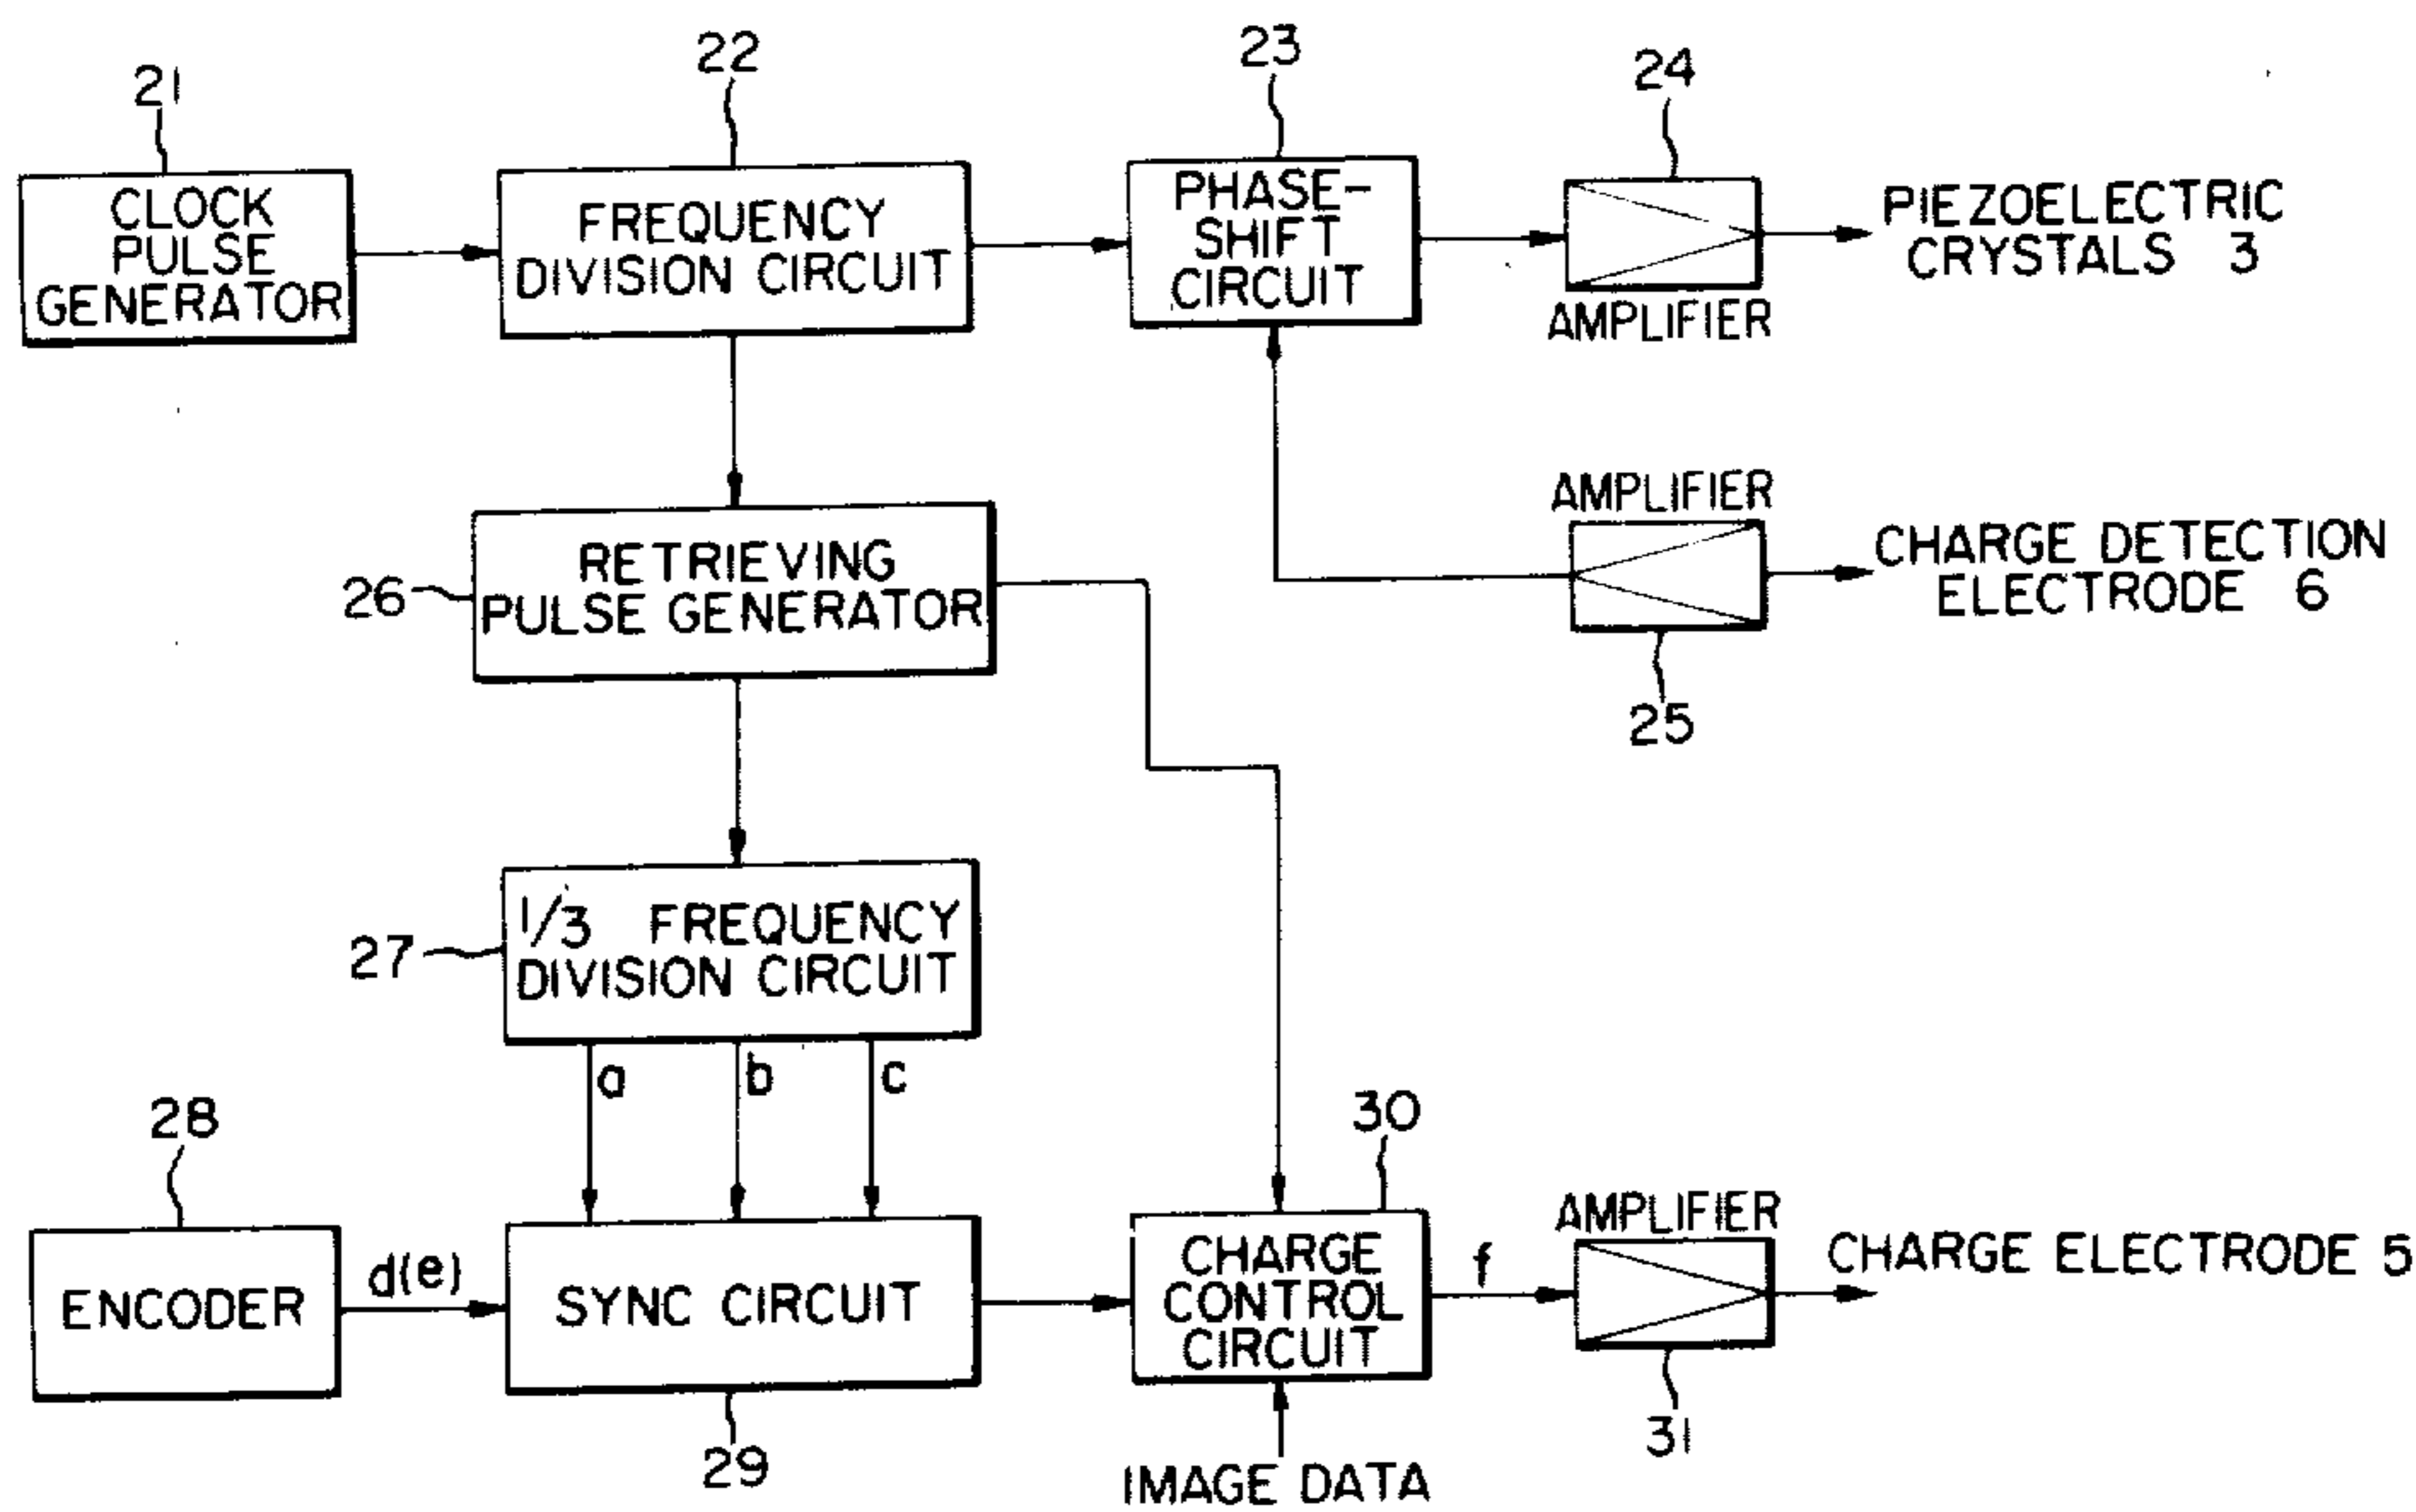 21
22
23
24
CLOCK
PULSE
GENERATOR
FREQUENCY
DIVISION CIRCUIT
PHASE-
SHIFT
CIRCUIT
AMPLIFIER
PIEZOELECTRIC
CRYSTALS 3
26
RETRIEVING
PULSE GENERATOR
AMPLIFIER
25
CHARGE DETECTION
ELECTRODE 6
27
1/3 FREQUENCY
DIVISION CIRCUIT
a
b
c
28
ENCODER
d(e)
SYNC CIRCUIT
29
30
CHARGE
CONTROL
CIRCUIT
f
AMPLIFIER
31
CHARGE ELECTRODE 5
IMAGE DATA